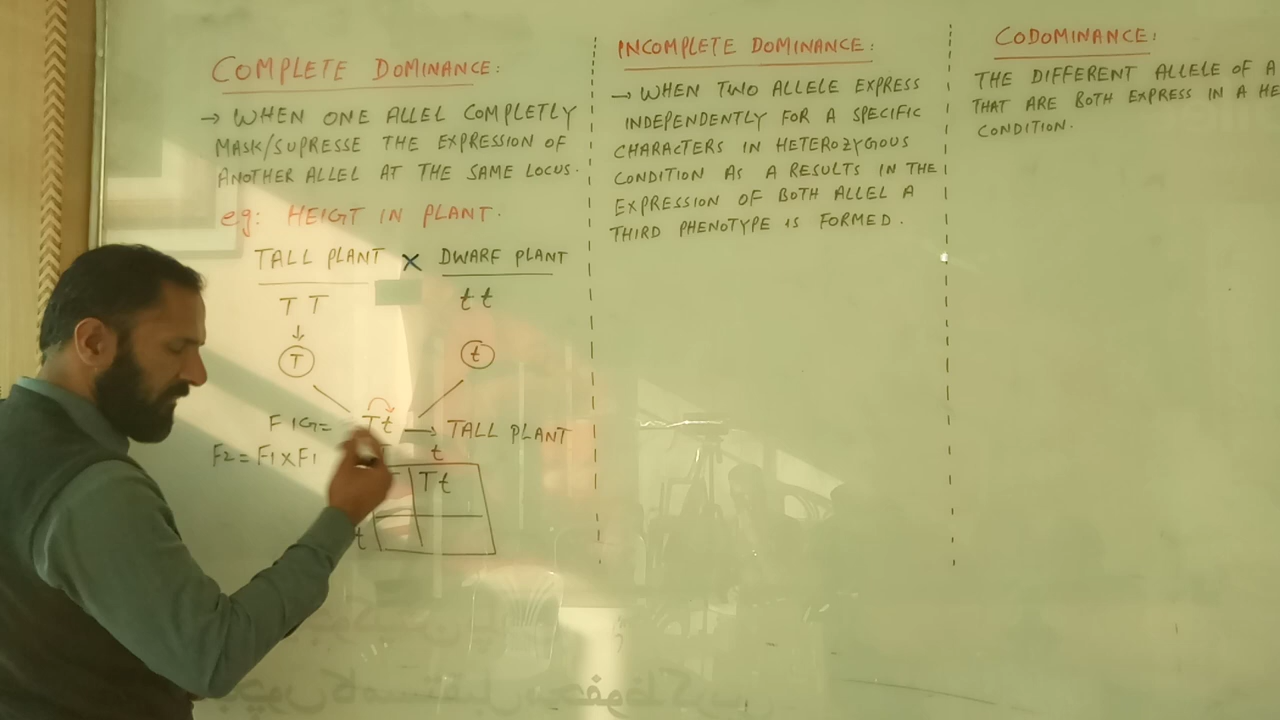 COMPLETE DOMINANCE:
→ WHEN ONE ALLEL COMPLETLY
MASK/SUPRESSE THE EXPRESSION OF
ANOTHER ALLEL AT THE SAME LOCUS.
eg: HEIGT IN PLANT.
TALL PLANT X DWARF PLANT
TT tt
↓
T t
F1G= Tt → TALL PLANT
F2= F1XF1
t
Tt
t
INCOMPLETE DOMINANCE:
→ WHEN TWO ALLELE EXPRESS
INDEPENDENTLY FOR A SPECIFIC
CHARACTERS IN HETEROZYGOUS
CONDITION AS A RESULTS IN THE
EXPRESSION OF BOTH ALLEL A
THIRD PHENOTYPE IS FORMED.
CODOMINANCE:
THE DIFFERENT ALLELE OF A
THAT ARE BOTH EXPRESS IN A HE
CONDITION.